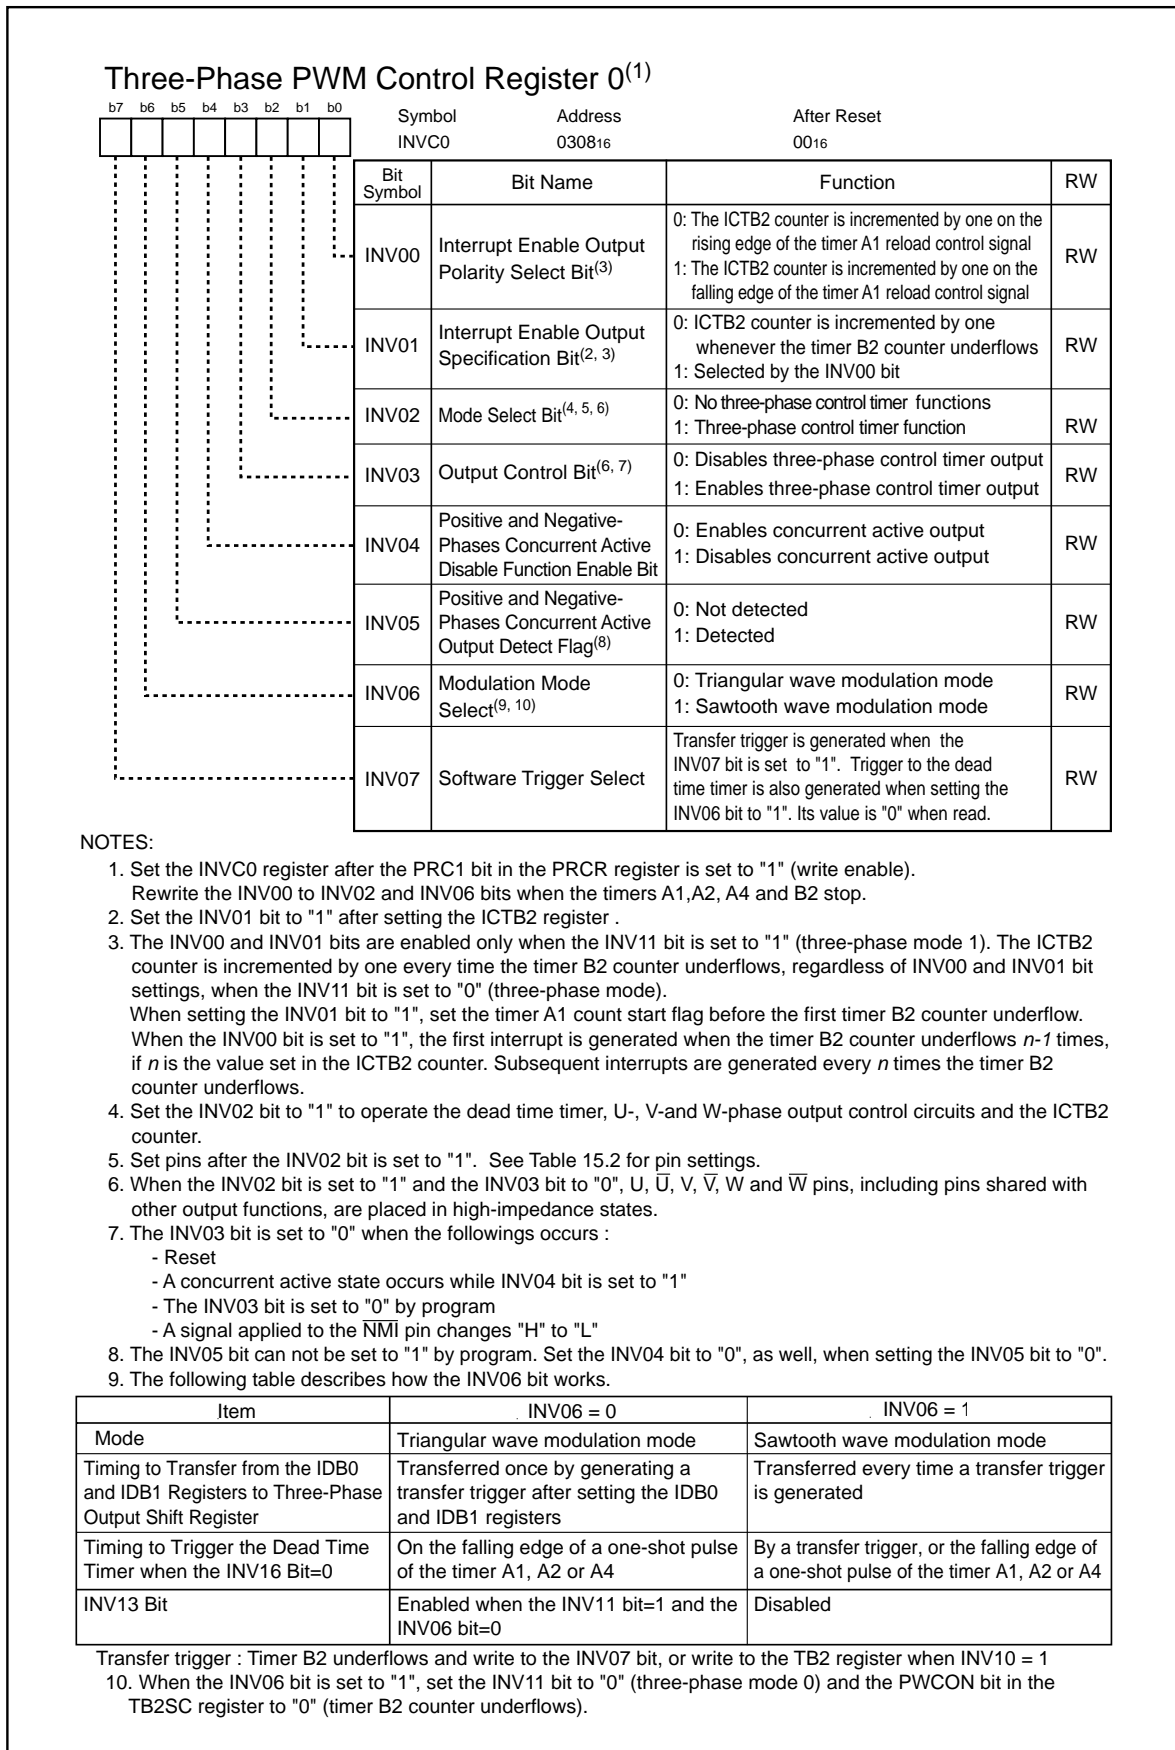 Three-Phase PWM Control Register 0(1)
b7 b6 b5 b4 b3 b2 b1 b0
Symbol Address After Reset
INVC0 030816 0016
Bit Symbol Bit Name Function RW
INV00
Interrupt Enable Output
Polarity Select Bit(3)
0: The ICTB2 counter is incremented by one on the
rising edge of the timer A1 reload control signal
1: The ICTB2 counter is incremented by one on the
falling edge of the timer A1 reload control signal
RW
INV01
Interrupt Enable Output
Specification Bit(2, 3)
0: ICTB2 counter is incremented by one
whenever the timer B2 counter underflows
1: Selected by the INV00 bit
RW
INV02
Mode Select Bit(4, 5, 6)
0: No three-phase control timer functions
1: Three-phase control timer function
RW
INV03
Output Control Bit(6, 7)
0: Disables three-phase control timer output
1: Enables three-phase control timer output
RW
INV04
Positive and Negative-
Phases Concurrent Active
Disable Function Enable Bit
0: Enables concurrent active output
1: Disables concurrent active output
RW
INV05
Positive and Negative-
Phases Concurrent Active
Output Detect Flag(8)
0: Not detected
1: Detected
RW
INV06
Modulation Mode
Select(9, 10)
0: Triangular wave modulation mode
1: Sawtooth wave modulation mode
RW
INV07
Software Trigger Select
Transfer trigger is generated when the
INV07 bit is set to "1". Trigger to the dead
time timer is also generated when setting the
INV06 bit to "1". Its value is "0" when read.
RW
NOTES:
1. Set the INVC0 register after the PRC1 bit in the PRCR register is set to "1" (write enable).
Rewrite the INV00 to INV02 and INV06 bits when the timers A1,A2, A4 and B2 stop.
2. Set the INV01 bit to "1" after setting the ICTB2 register .
3. The INV00 and INV01 bits are enabled only when the INV11 bit is set to "1" (three-phase mode 1). The ICTB2
counter is incremented by one every time the timer B2 counter underflows, regardless of INV00 and INV01 bit
settings, when the INV11 bit is set to "0" (three-phase mode).
When setting the INV01 bit to "1", set the timer A1 count start flag before the first timer B2 counter underflow.
When the INV00 bit is set to "1", the first interrupt is generated when the timer B2 counter underflows n-1 times,
if n is the value set in the ICTB2 counter. Subsequent interrupts are generated every n times the timer B2
counter underflows.
4. Set the INV02 bit to "1" to operate the dead time timer, U-, V-and W-phase output control circuits and the ICTB2
counter.
5. Set pins after the INV02 bit is set to "1". See Table 15.2 for pin settings.
6. When the INV02 bit is set to "1" and the INV03 bit to "0", U, U̅, V, V̅, W and W̅ pins, including pins shared with
other output functions, are placed in high-impedance states.
7. The INV03 bit is set to "0" when the followings occurs :
- Reset
- A concurrent active state occurs while INV04 bit is set to "1"
- The INV03 bit is set to "0" by program
- A signal applied to the N̅M̅I̅ pin changes "H" to "L"
8. The INV05 bit can not be set to "1" by program. Set the INV04 bit to "0", as well, when setting the INV05 bit to "0".
9. The following table describes how the INV06 bit works.
Item INV06 = 0 INV06 = 1
Mode Triangular wave modulation mode Sawtooth wave modulation mode
Timing to Transfer from the IDB0
and IDB1 Registers to Three-Phase
Output Shift Register
Transferred once by generating a
transfer trigger after setting the IDB0
and IDB1 registers
Transferred every time a transfer trigger
is generated
Timing to Trigger the Dead Time
Timer when the INV16 Bit=0
On the falling edge of a one-shot pulse
of the timer A1, A2 or A4
By a transfer trigger, or the falling edge of
a one-shot pulse of the timer A1, A2 or A4
INV13 Bit
Enabled when the INV11 bit=1 and the
INV06 bit=0
Disabled
Transfer trigger : Timer B2 underflows and write to the INV07 bit, or write to the TB2 register when INV10 = 1
10. When the INV06 bit is set to "1", set the INV11 bit to "0" (three-phase mode 0) and the PWCON bit in the
TB2SC register to "0" (timer B2 counter underflows).